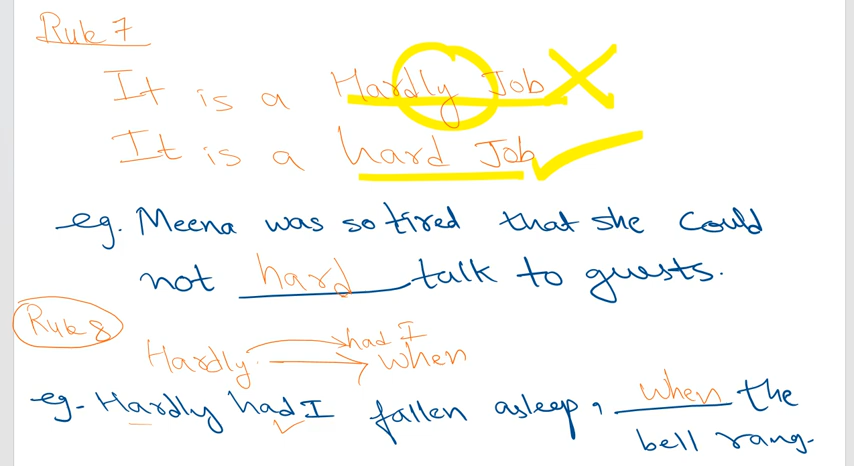 Rule 7
It is a Hardly Job
It is a hard Job
eg. Meena was so tired that she could
not hard talk to guests.
Rule 8
had I
Hardly when
eg- Hardly had I fallen asleep, when the
bell rang.